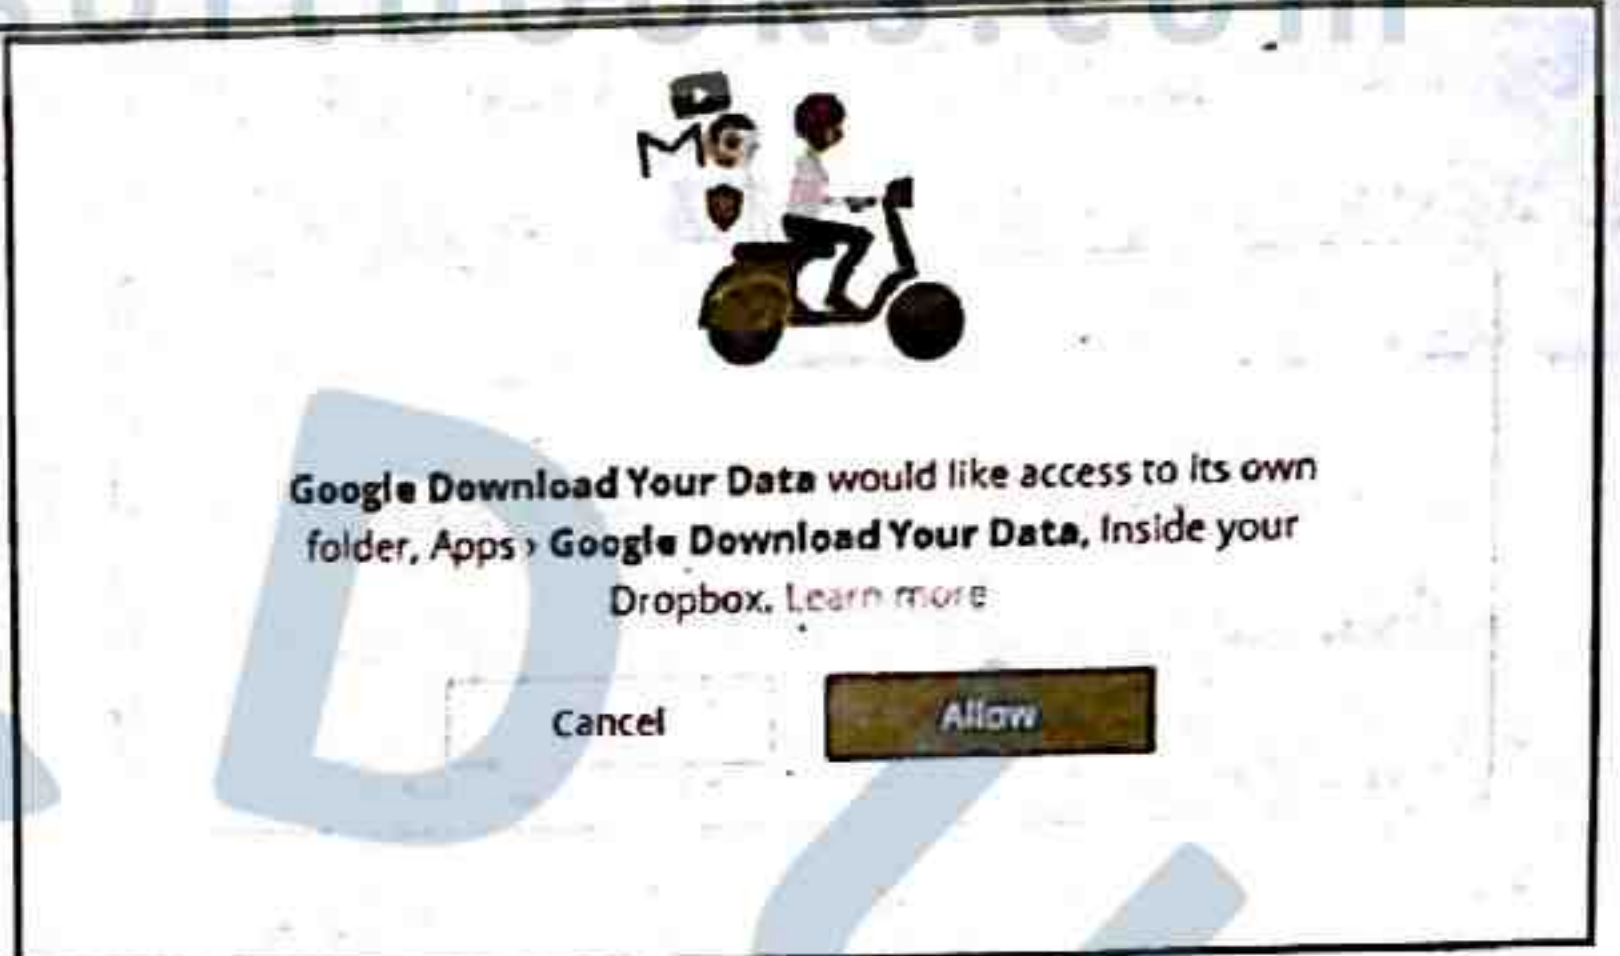 Google Download Your Data would like access to its own
folder, Apps › Google Download Your Data, Inside your
Dropbox. Learn more
Cancel
Allow